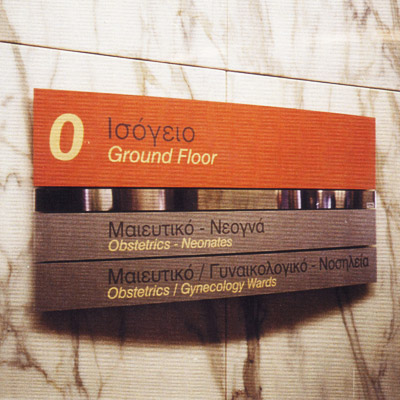 0
Ισόγειο
Ground Floor
Μαιευτικό - Νεογνά
Obstetrics - Neonates
Μαιευτικό / Γυναικολογικό - Νοσηλεία
Obstetrics / Gynecology Wards